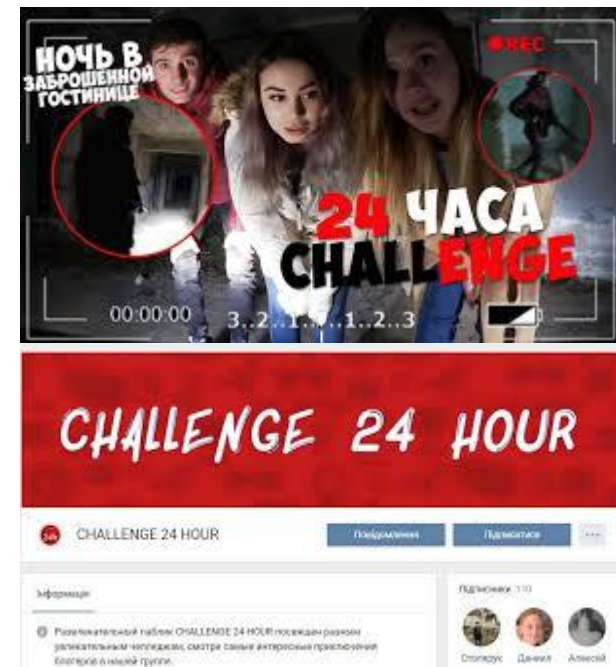 НОЧЬ В
ЗАБРОШЕННОЙ
ГОСТИНИЦЕ
REC
24 ЧАСА
CHALLENGE
00:00:00
3..2..1.....1..2..3
CHALLENGE 24 HOUR
24h
CHALLENGE 24 HOUR
Повідомлення
Підписатися
Інформація
Підписники 110
Развлекательный паблик CHALLENGE 24 HOUR посвящен разным
увлекательным челленджам, смотри самые интересные приключения
блогеров в нашей группе.
Даниил
Алексей